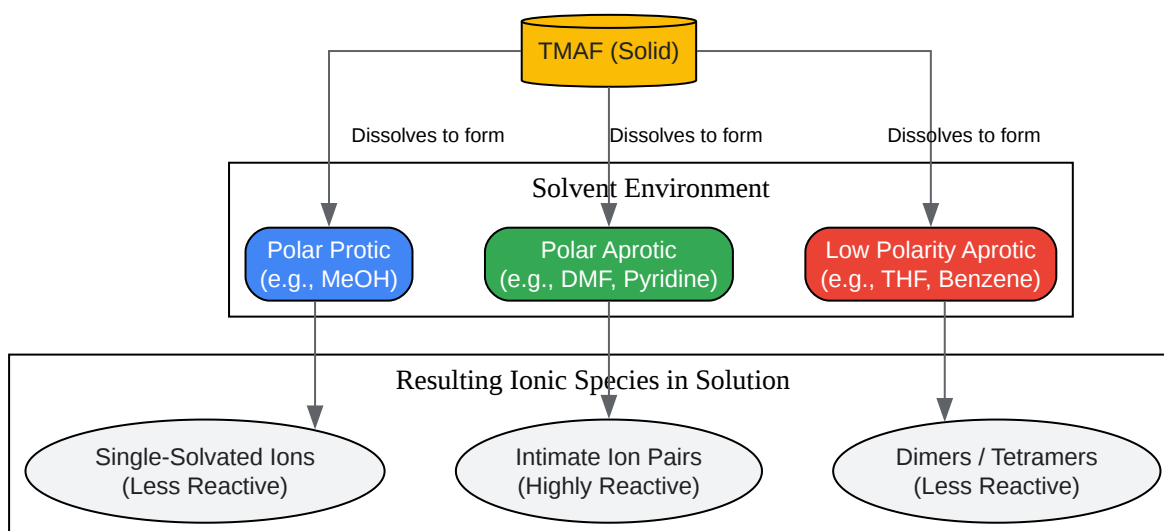 TMAF (Solid)
Dissolves to form
Dissolves to form
Dissolves to form
Solvent Environment
Polar Protic
(e.g., MeOH)
Polar Aprotic
(e.g., DMF, Pyridine)
Low Polarity Aprotic
(e.g., THF, Benzene)
Resulting Ionic Species in Solution
Single-Solvated Ions
(Less Reactive)
Intimate Ion Pairs
(Highly Reactive)
Dimers / Tetramers
(Less Reactive)